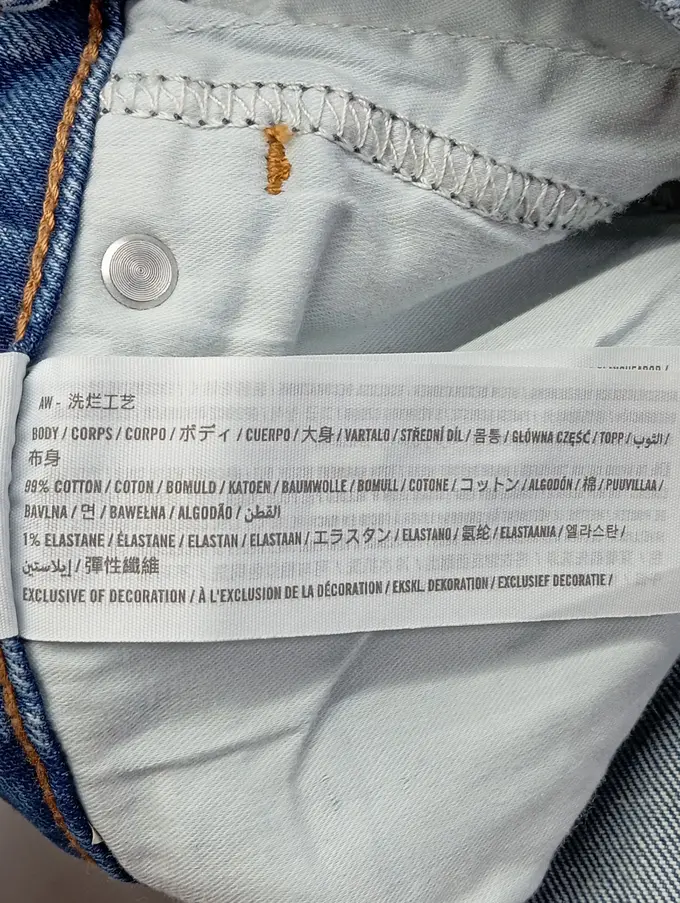 AW - 洗烂工艺
BODY / CORPS / CORPO / ボディ / CUERPO / 大身 / VARTALO / STŘEDNÍ DÍL / 몸통 / GŁÓWNA CZĘŚĆ / TOPP / الثوب /
布身
99% COTTON / COTON / BOMULD / KATOEN / BAUMWOLLE / BOMULL / COTONE / コットン / ALGODÓN / 棉 / PUUVILLAA /
BAVLNA / 면 / BAWEŁNA / ALGODÃO / القطن
1% ELASTANE / ÉLASTANE / ELASTAN / ELASTAAN / エラスタン / ELASTANO / 氨纶 / ELASTAANIA / 엘라스탄 /
إيلاستين / 彈性纖維
EXCLUSIVE OF DECORATION / À L'EXCLUSION DE LA DÉCORATION / EKSKL. DEKORATION / EXCLUSIEF DECORATIE /